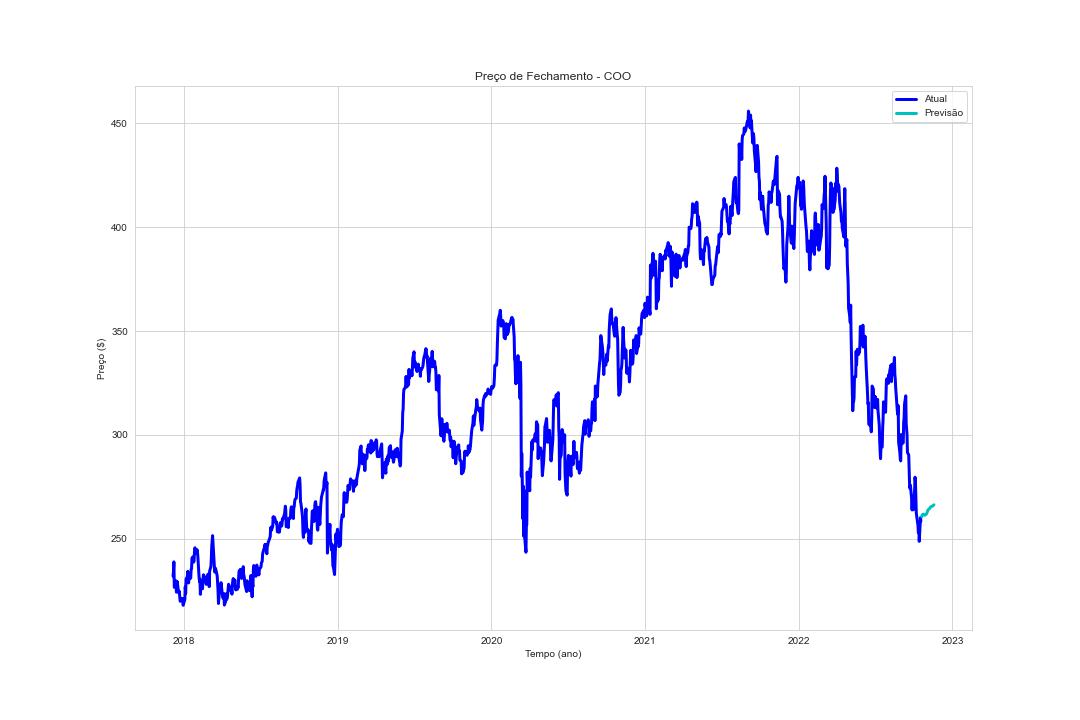 Preço de Fechamento - COO
Atual
Previsão
450
400
350
300
250
Preço ($)
2018 2019 2020 2021 2022 2023
Tempo (ano)